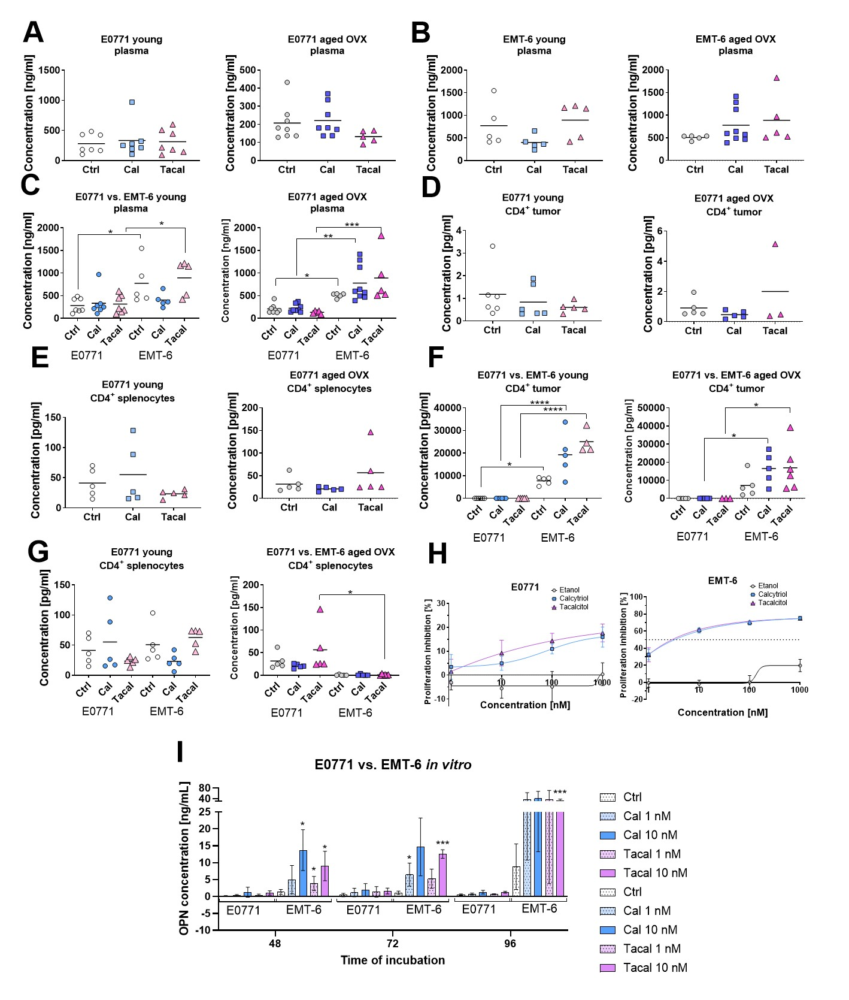 A
E0771 young
plasma
Concentration [ng/ml]
1500
1000
500
0
Ctrl
Cal
Tacal
E0771 aged OVX
plasma
Concentration [ng/ml]
500
400
300
200
100
0
Ctrl
Cal
Tacal
B
EMT-6 young
plasma
Concentration [ng/ml]
2000
1500
1000
500
0
Ctrl
Cal
Tacal
EMT-6 aged OVX
plasma
Concentration [ng/ml]
2000
1500
1000
500
0
Ctrl
Cal
Tacal
C
E0771 vs. EMT-6 young
plasma
Concentration [ng/ml]
2000
1500
1000
500
0
*
*
Ctrl
Cal
Tacal
Ctrl
Cal
Tacal
E0771
EMT-6
E0771 aged OVX
plasma
Concentration [ng/ml]
2000
1500
1000
500
0
*
**
***
Ctrl
Cal
Tacal
Ctrl
Cal
Tacal
E0771
EMT-6
D
E0771 young
CD4+ tumor
Concentration [pg/ml]
4
3
2
1
0
Ctrl
Cal
Tacal
E0771 aged OVX
CD4+ tumor
Concentration [pg/ml]
6
4
2
0
Ctrl
Cal
Tacal
E
E0771 young
CD4+ splenocytes
Concentration [pg/ml]
150
100
50
0
Ctrl
Cal
Tacal
E0771 aged OVX
CD4+ splenocytes
Concentration [pg/ml]
200
150
100
50
0
Ctrl
Cal
Tacal
F
E0771 vs. EMT-6 young
CD4+ tumor
Concentration [pg/ml]
40000
30000
20000
10000
0
*
****
****
Ctrl
Cal
Tacal
Ctrl
Cal
Tacal
E0771
EMT-6
E0771 vs. EMT-6 aged OVX
CD4+ tumor
Concentration [pg/ml]
50000
40000
30000
20000
10000
0
*
*
Ctrl
Cal
Tacal
Ctrl
Cal
Tacal
E0771
EMT-6
G
E0771 young
CD4+ splenocytes
Concentration [pg/ml]
150
100
50
0
Ctrl
Cal
Tacal
Ctrl
Cal
Tacal
E0771
EMT-6
E0771 vs. EMT-6 aged OVX
CD4+ splenocytes
Concentration [pg/ml]
200
150
100
50
0
*
Ctrl
Cal
Tacal
Ctrl
Cal
Tacal
E0771
EMT-6
H
E0771
Etanol
Calcytriol
Tacalcitol
Proliferation inhibition [%]
30
20
10
0
-10
1
10
100
1000
Concentration [nM]
EMT-6
Etanol
Calcytriol
Tacalcitol
Proliferation inhibition [%]
100
80
60
40
20
0
-20
1
10
100
1000
Concentration [nM]
I
E0771 vs. EMT-6 in vitro
OPN concentration [ng/mL]
80
40
25
20
15
10
5
0
-5
-10
*
*
*
*
***
***
E0771
EMT-6
E0771
EMT-6
E0771
EMT-6
48
72
96
Time of incubation
Ctrl
Cal 1 nM
Cal 10 nM
Tacal 1 nM
Tacal 10 nM
Ctrl
Cal 1 nM
Cal 10 nM
Tacal 1 nM
Tacal 10 nM